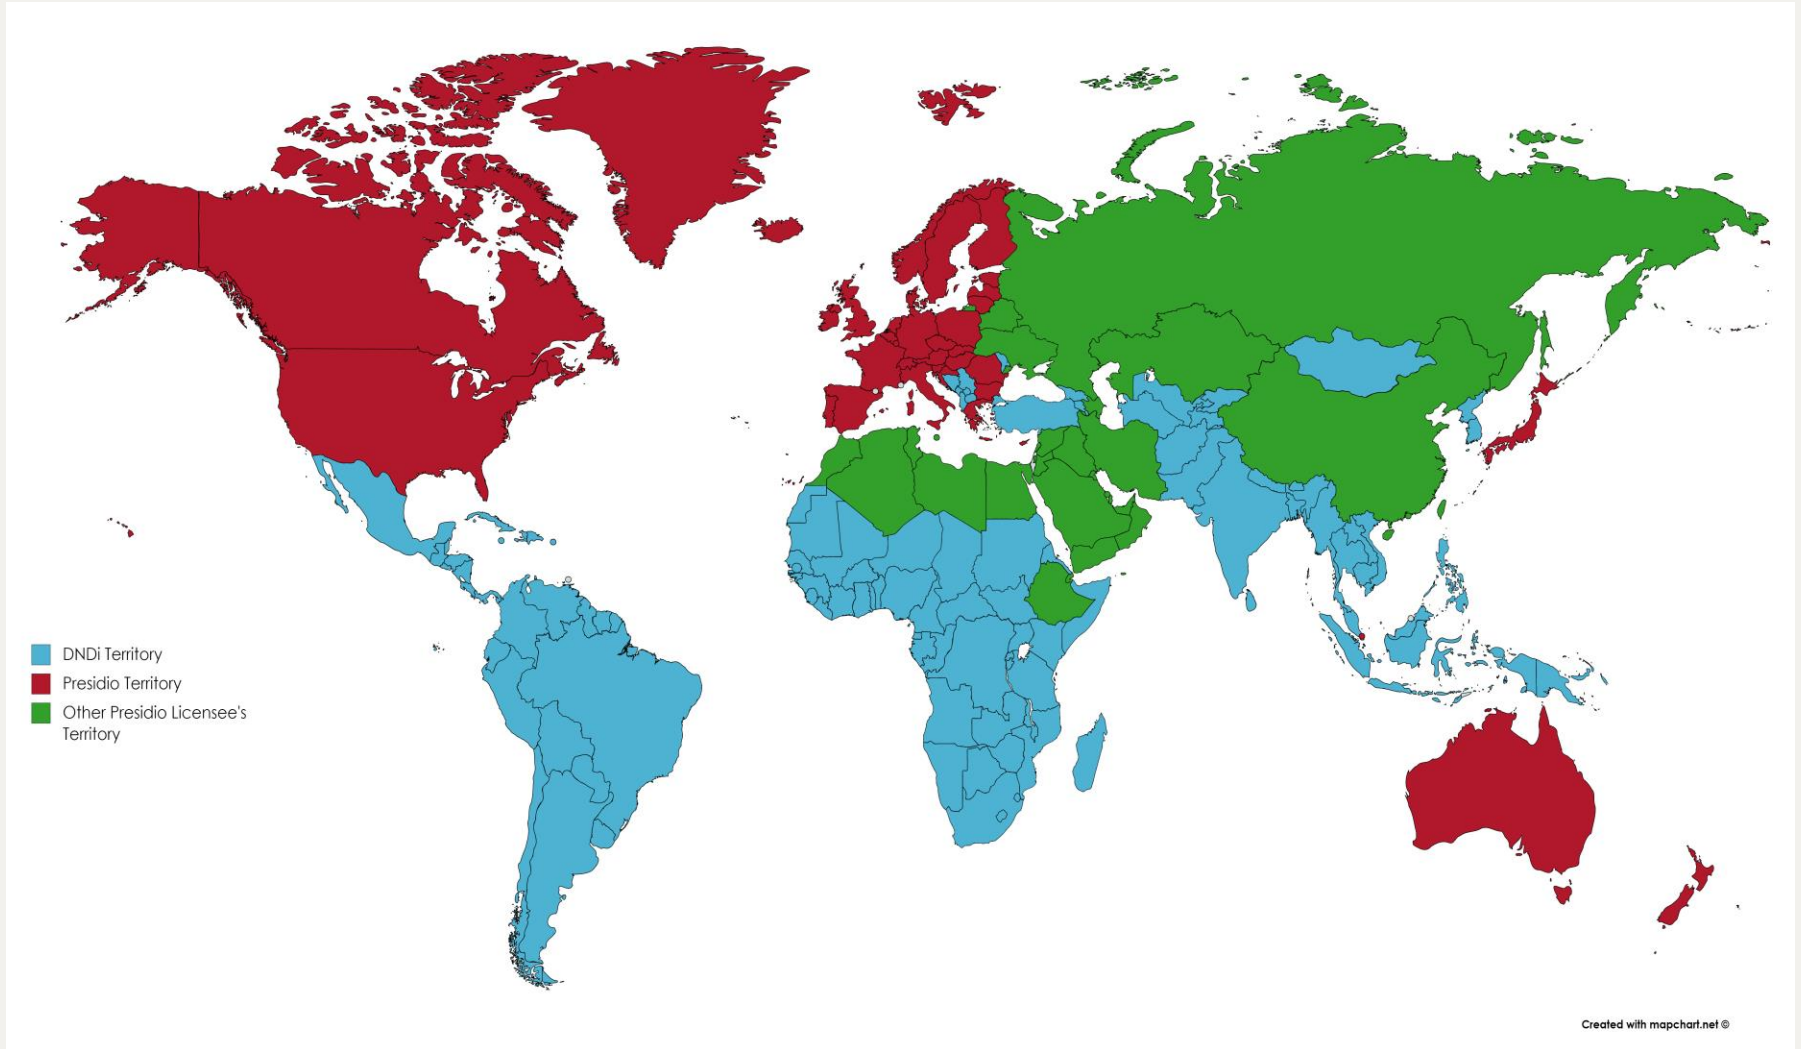 DNDi Territory
Presidio Territory
Other Presidio Licensee's
Territory
Created with mapchart.net ©